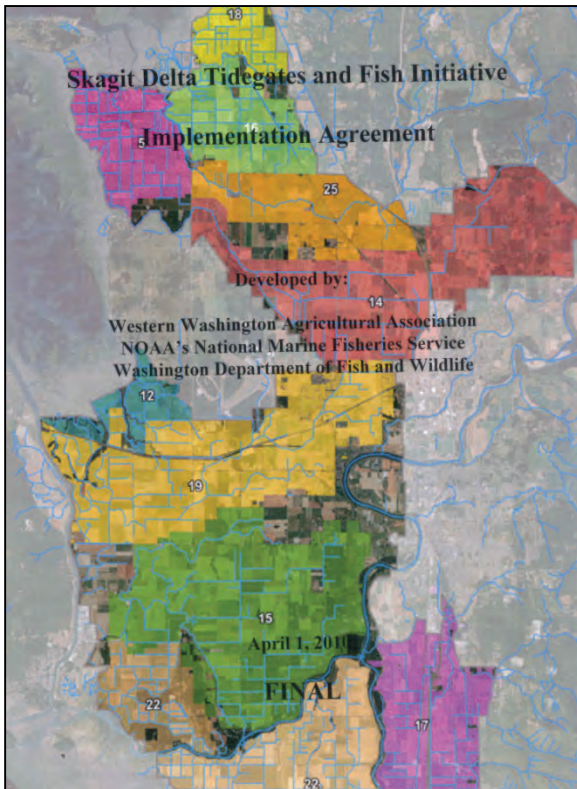 18
Skagit Delta Tidegates and Fish Initiative
16
Implementation Agreement
5
25
Developed by:
14
Western Washington Agricultural Association
NOAA's National Marine Fisheries Service
Washington Department of Fish and Wildlife
12
19
15
April 1, 2010
FINAL
22
17
22